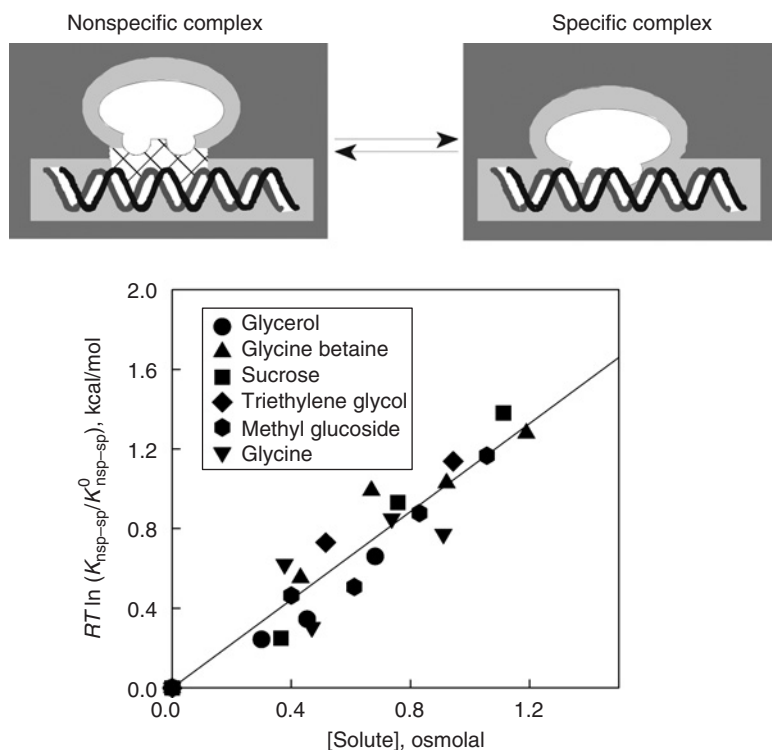 Nonspecific complex
Specific complex
RT ln (K_nsp–sp/K⁰_nsp–sp), kcal/mol
2.0
1.6
1.2
0.8
0.4
0.0
Glycerol
Glycine betaine
Sucrose
Triethylene glycol
Methyl glucoside
Glycine
0.0 0.4 0.8 1.2
[Solute], osmolal